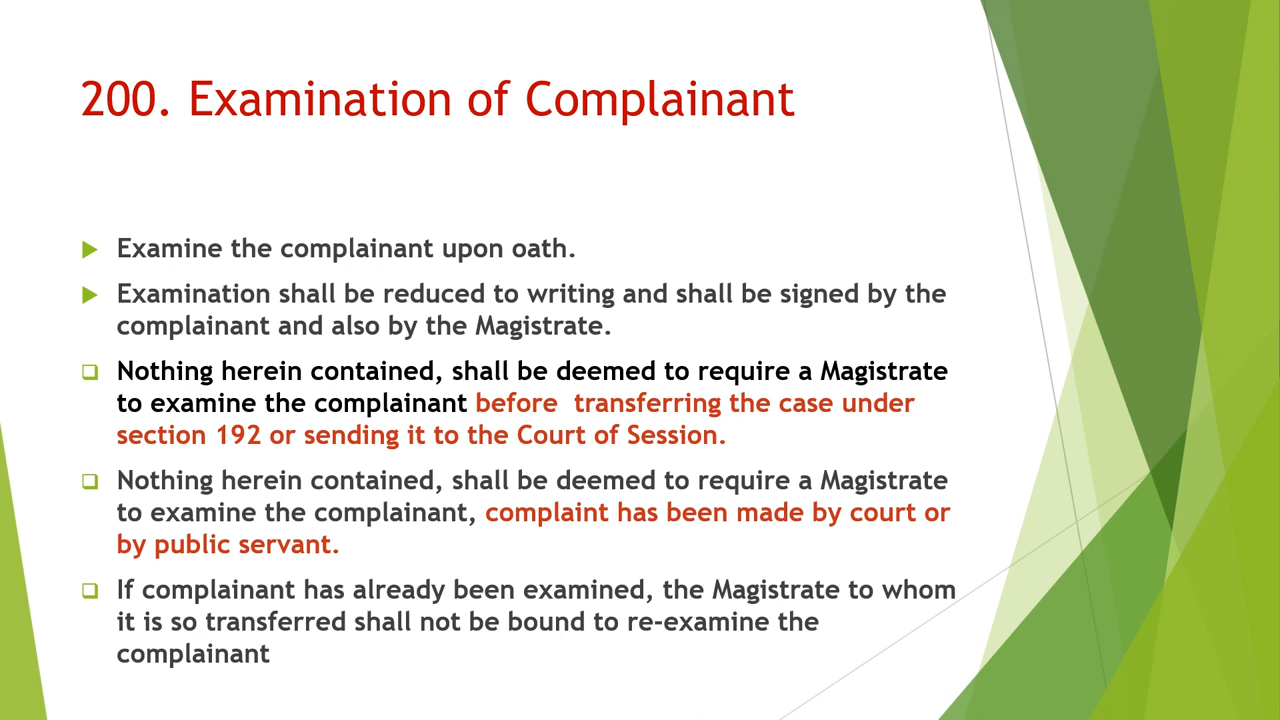 200. Examination of Complainant
Examine the complainant upon oath.
Examination shall be reduced to writing and shall be signed by the
complainant and also by the Magistrate.
Nothing herein contained, shall be deemed to require a Magistrate
to examine the complainant before transferring the case under
section 192 or sending it to the Court of Session.
Nothing herein contained, shall be deemed to require a Magistrate
to examine the complainant, complaint has been made by court or
by public servant.
If complainant has already been examined, the Magistrate to whom
it is so transferred shall not be bound to re-examine the
complainant